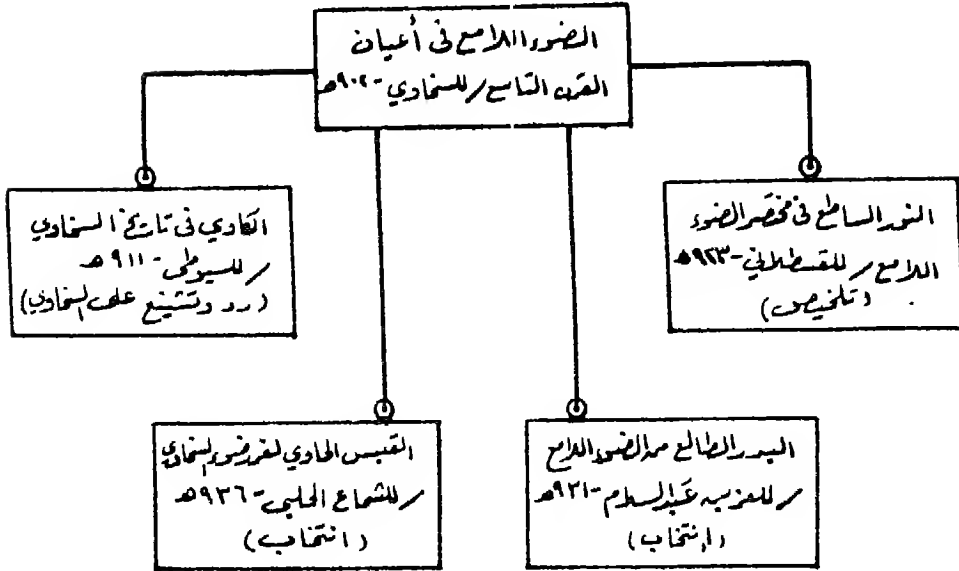 الضوء اللامع في أعيان
القرن التاسع / للسخاوي - ٩٠٢هـ
النور الساطع في مختصر الضوء
اللامع / للقسطلاني - ٩٢٣هـ
(تلخيص)
الكاوي في تاريخ السخاوي
/ للسيوطي - ٩١١هـ
(رد وتشنيع على السخاوي)
البدر الطالع من الضوء اللامع
/ للعز بن عبد السلام - ٩٣١هـ
(إنتخاب)
القبس الحاوي لغرر ضوء السخاوي
/ للشماع الحلبي - ٩٣٦هـ
(انتخاب)